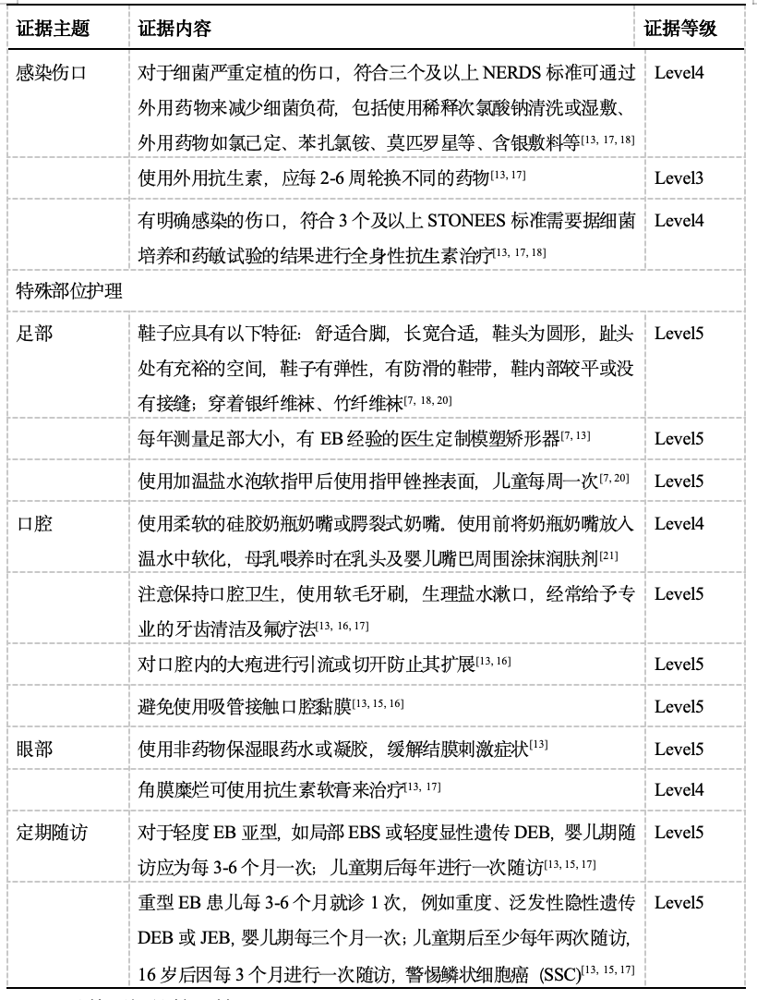 证据主题 证据内容 证据等级
感染伤口 对于细菌严重定植的伤口，符合三个及以上 NERDS 标准可通过 Level4
外用药物来减少细菌负荷，包括使用稀释次氯酸钠清洗或湿敷、
外用药物如氯己定、苯扎氯铵、莫匹罗星等、含银敷料等[13, 17, 18]
使用外用抗生素，应每 2-6 周轮换不同的药物[13, 17] Level3
有明确感染的伤口，符合 3 个及以上 STONEES 标准需要据细菌 Level4
培养和药敏试验的结果进行全身性抗生素治疗[13, 17, 18]
特殊部位护理
足部 鞋子应具有以下特征：舒适合脚，长宽合适，鞋头为圆形，趾头 Level5
处有充裕的空间，鞋子有弹性，有防滑的鞋带，鞋内部较平或没
有接缝；穿着银纤维袜、竹纤维袜[7, 18, 20]
每年测量足部大小，有 EB 经验的医生定制模塑矫形器[7, 13] Level5
使用加温盐水泡软指甲后使用指甲锉挫表面，儿童每周一次[7, 20] Level5
口腔 使用柔软的硅胶奶瓶奶嘴或腭裂式奶嘴。使用前将奶瓶奶嘴放入 Level4
温水中软化，母乳喂养时在乳头及婴儿嘴巴周围涂抹润肤剂[21]
注意保持口腔卫生，使用软毛牙刷，生理盐水漱口，经常给予专 Level5
业的牙齿清洁及氟疗法[13, 16, 17]
对口腔内的大疱进行引流或切开防止其扩展[13, 16] Level5
避免使用吸管接触口腔黏膜[13, 15, 16] Level5
眼部 使用非药物保湿眼药水或凝胶，缓解结膜刺激症状[13] Level5
角膜糜烂可使用抗生素软膏来治疗[13, 17] Level4
定期随访 对于轻度 EB 亚型，如局部 EBS 或轻度显性遗传 DEB，婴儿期随 Level5
访应为每 3-6 个月一次；儿童期后每年进行一次随访[13, 15, 17]
重型 EB 患儿每 3-6 个月就诊 1 次，例如重度、泛发性隐性遗传 Level5
DEB 或 JEB，婴儿期每三个月一次；儿童期后至少每年两次随访，
16 岁后因每 3 个月进行一次随访，警惕鳞状细胞癌 (SSC)[13, 15, 17]